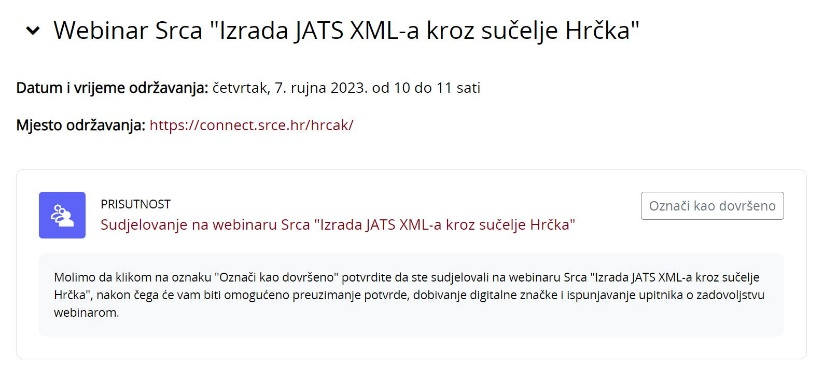 Webinar Srca "Izrada JATS XML-a kroz sučelje Hrčka"
Datum i vrijeme održavanja: četvrtak, 7. rujna 2023. od 10 do 11 sati
Mjesto održavanja: https://connect.srce.hr/hrcak/
PRISUTNOST
Sudjelovanje na webinaru Srca "Izrada JATS XML-a kroz sučelje Hrčka"
Označi kao dovršeno
Molimo da klikom na oznaku "Označi kao dovršeno" potvrdite da ste sudjelovali na webinaru Srca "Izrada JATS XML-a kroz sučelje
Hrčka", nakon čega će vam biti omogućeno preuzimanje potvrde, dobivanje digitalne značke i ispunjavanje upitnika o zadovoljstvu
webinarom.